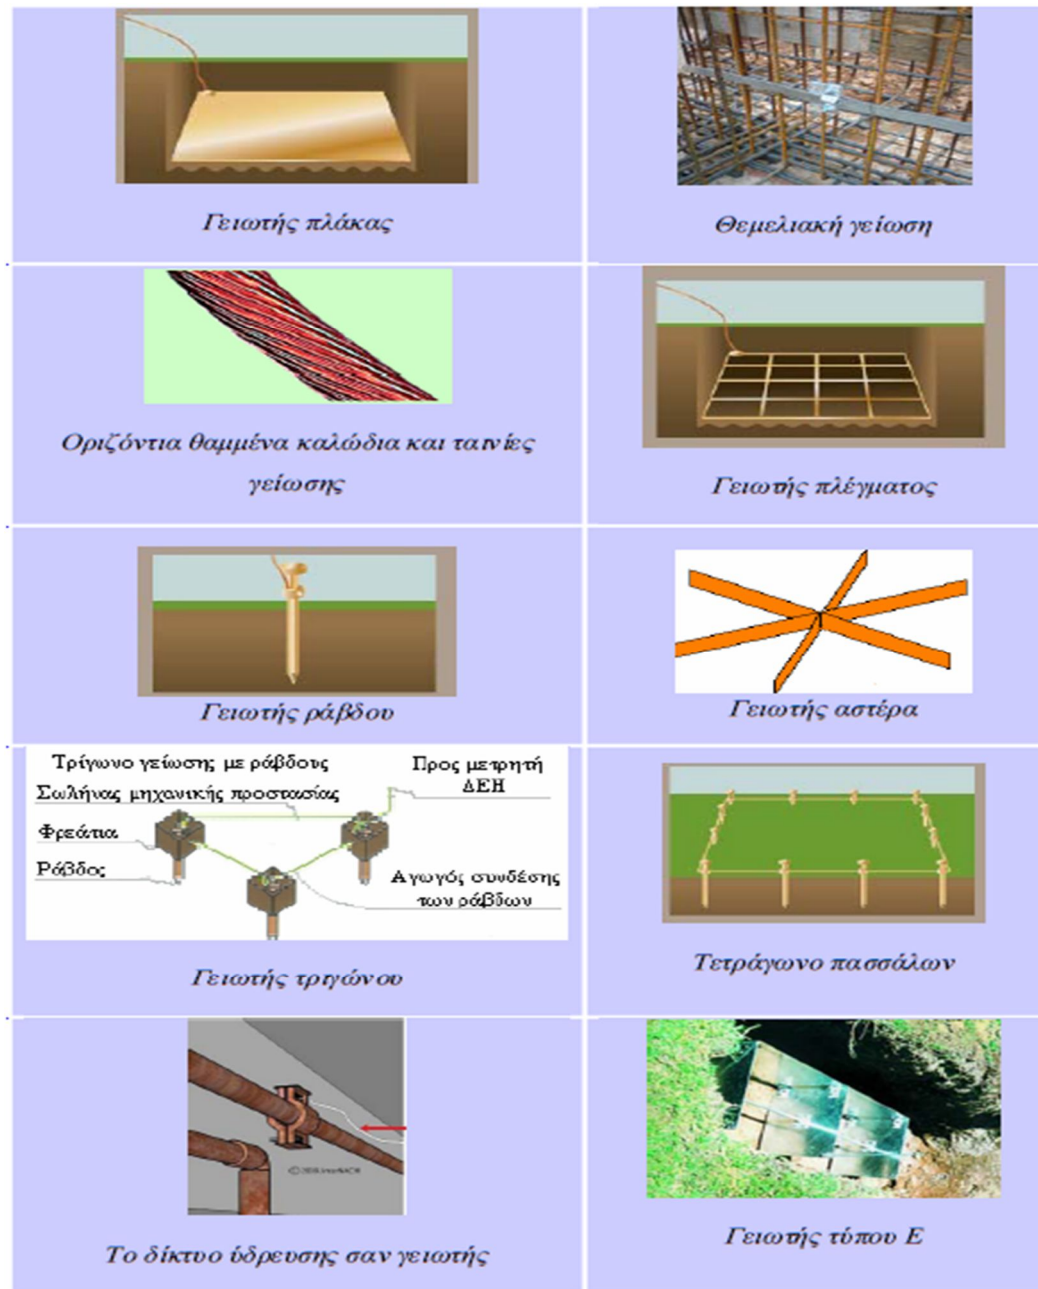 Γειωτής πλάκας
Θεμελιακή γείωση
Οριζόντια θαμμένα καλώδια και ταινίες
γείωσης
Γειωτής πλέγματος
Γειωτής ράβδου
Γειωτής αστέρα
Τρίγωνο γείωσης με ράβδους
Σωλήνας μηχανικής προστασίας
Προς μετρητή
ΔΕΗ
Φρεάτια
Ράβδος
Αγωγός συνδέσης
των ράβδων
Γειωτής τριγώνου
Τετράγωνο πασσάλων
Το δίκτυο ύδρευσης σαν γειωτής
Γειωτής τύπου Ε